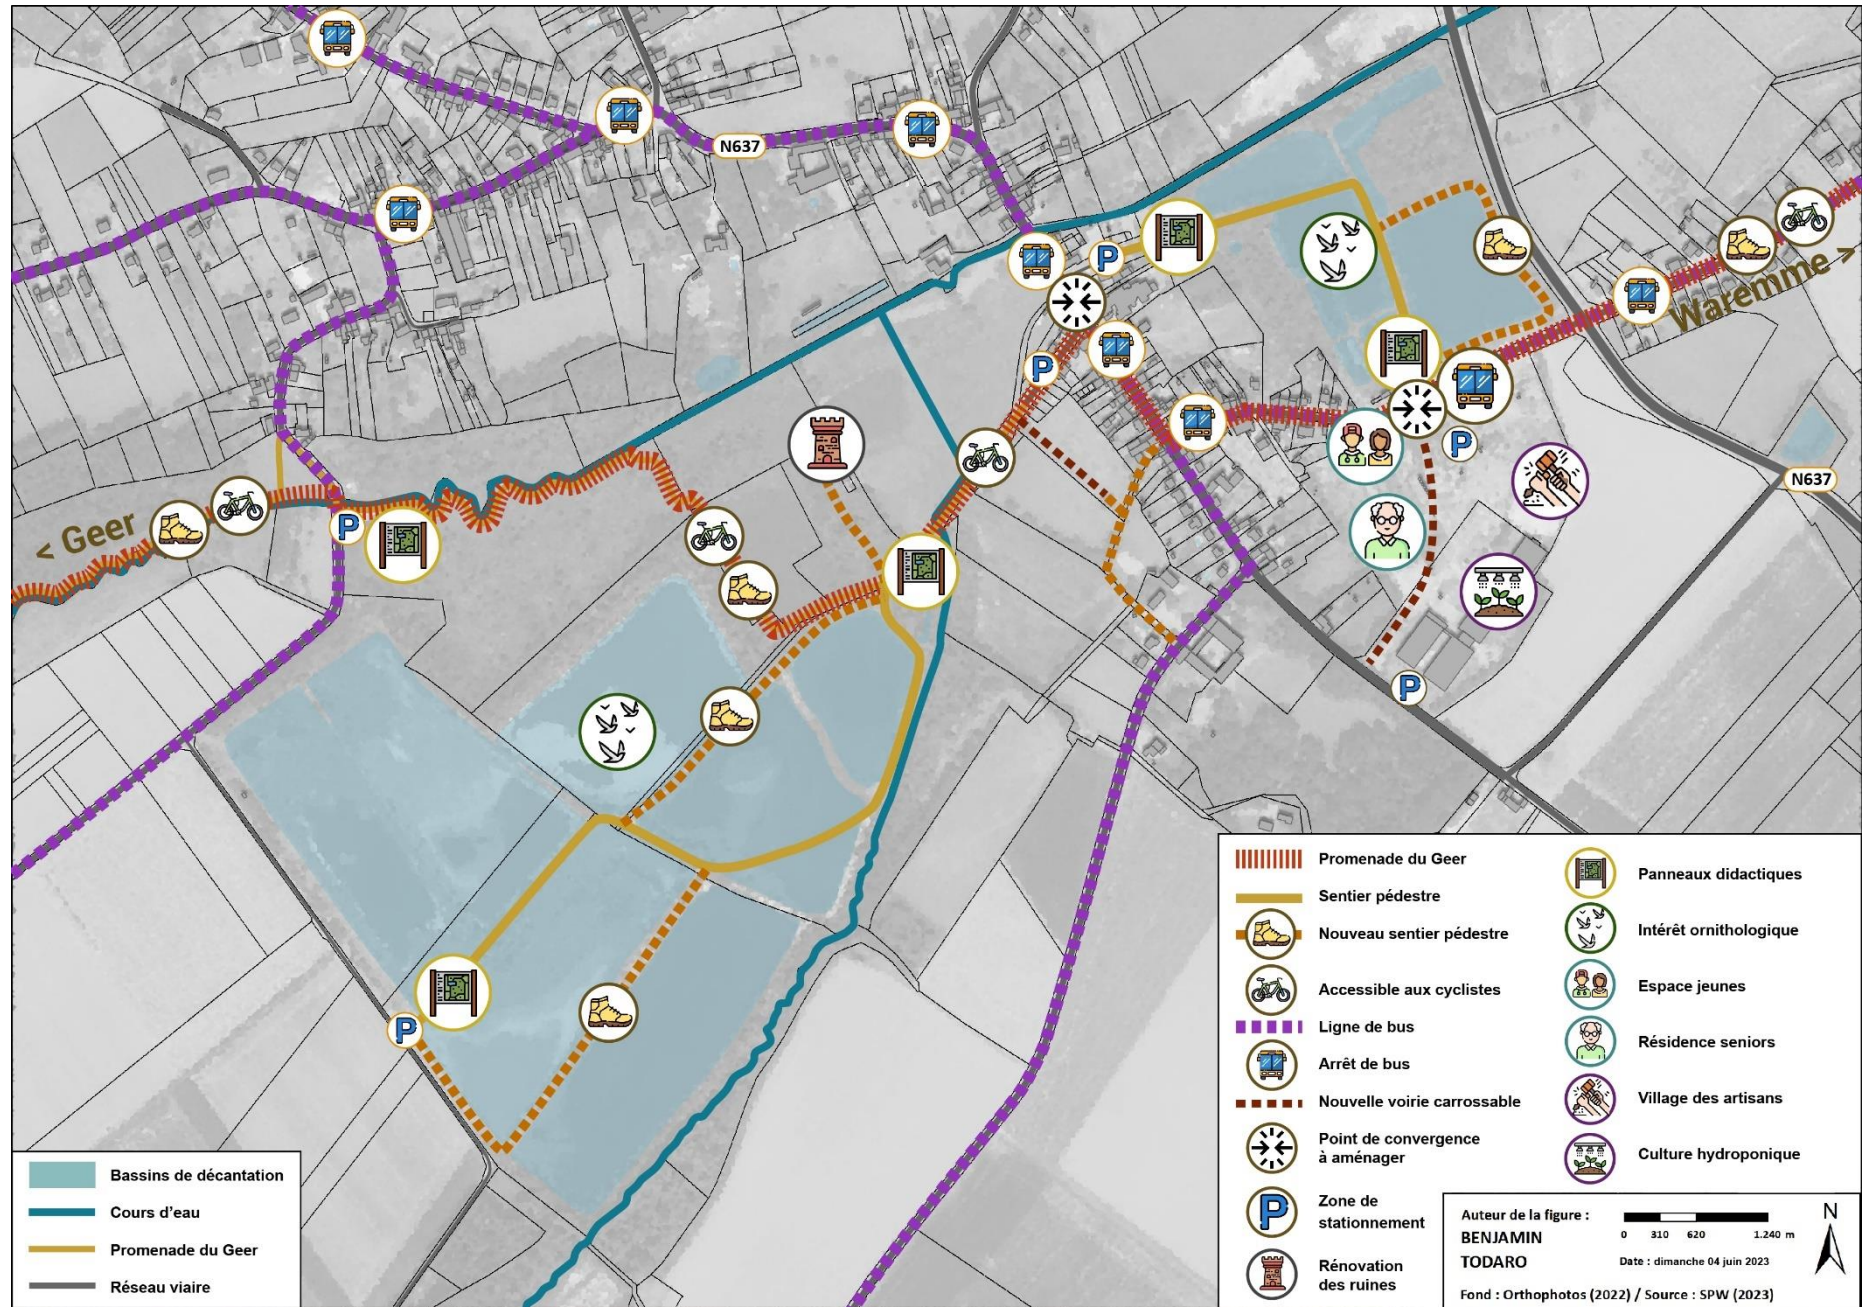 N637
Waremme >
N637
< Geer
P
P
P
P
P
P
Promenade du Geer
Sentier pédestre
Nouveau sentier pédestre
Accessible aux cyclistes
Ligne de bus
Arrêt de bus
Nouvelle voirie carrossable
Point de convergence
à aménager
P
Zone de
stationnement
Rénovation
des ruines
Panneaux didactiques
Intérêt ornithologique
Espace jeunes
Résidence seniors
Village des artisans
Culture hydroponique
Bassins de décantation
Cours d'eau
Promenade du Geer
Réseau viaire
Auteur de la figure :
BENJAMIN
TODARO
0 310 620 1.240 m
Date : dimanche 04 juin 2023
N
Fond : Orthophotos (2022) / Source : SPW (2023)